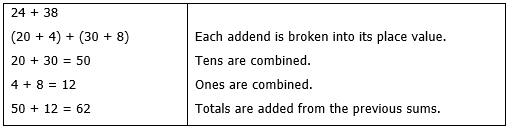 24 + 38
(20 + 4) + (30 + 8) Each addend is broken into its place value.
20 + 30 = 50 Tens are combined.
4 + 8 = 12 Ones are combined.
50 + 12 = 62 Totals are added from the previous sums.